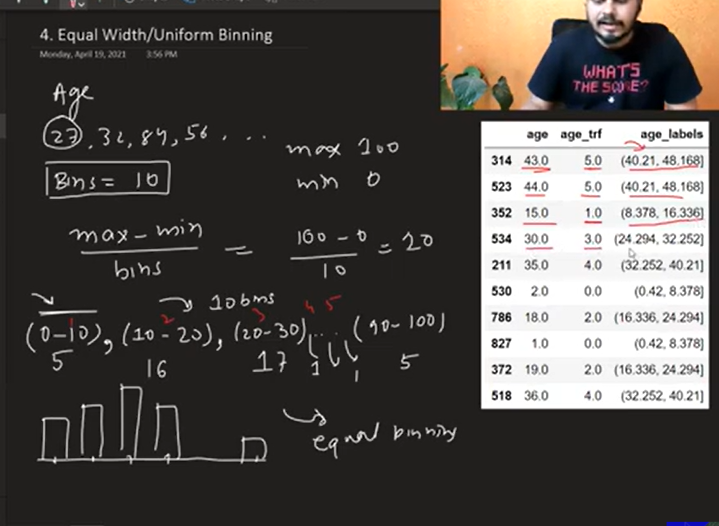 4. Equal Width/Uniform Binning
Monday, April 19, 2021 3:56 PM
WHAT'S
THE SCORE?
Age
27, 32, 84, 56, ...
max 100
min 0
Bins = 10
max - min
bins
=
100 - 0
10
= 20
10 bins
1 2 3 4 5
(0-10), (10-20), (20-30) ... (90-100)
5 16 17 5
equal binning
age age_trf age_labels
314 43.0 5.0 (40.21, 48.168]
523 44.0 5.0 (40.21, 48.168]
352 15.0 1.0 (8.378, 16.336]
534 30.0 3.0 (24.294, 32.252]
211 35.0 4.0 (32.252, 40.21]
530 2.0 0.0 (0.42, 8.378]
786 18.0 2.0 (16.336, 24.294]
827 1.0 0.0 (0.42, 8.378]
372 19.0 2.0 (16.336, 24.294]
518 36.0 4.0 (32.252, 40.21]